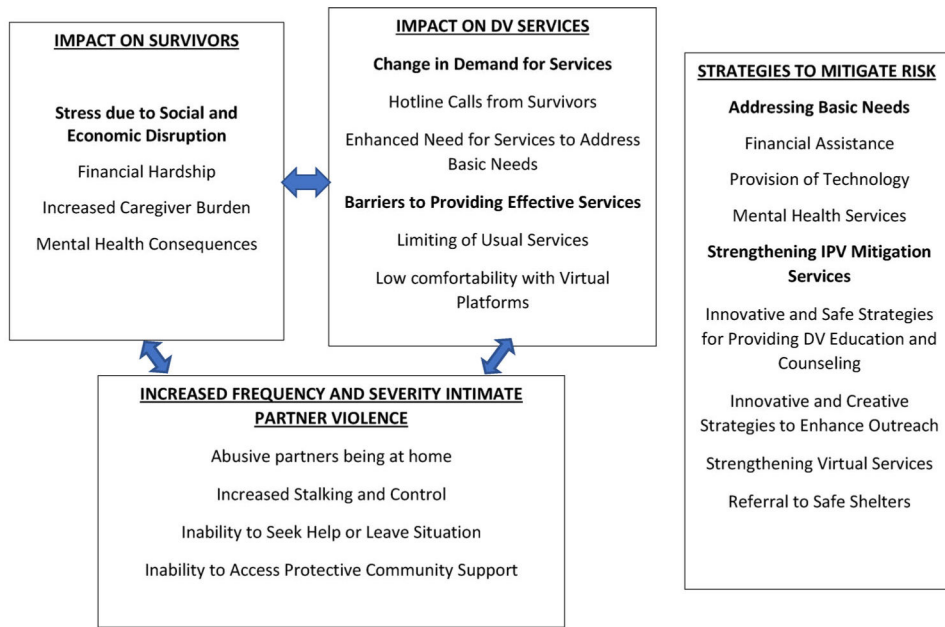 IMPACT ON SURVIVORS
Stress due to Social and
Economic Disruption
Financial Hardship
Increased Caregiver Burden
Mental Health Consequences
IMPACT ON DV SERVICES
Change in Demand for Services
Hotline Calls from Survivors
Enhanced Need for Services to Address
Basic Needs
Barriers to Providing Effective Services
Limiting of Usual Services
Low comfortability with Virtual
Platforms
INCREASED FREQUENCY AND SEVERITY INTIMATE
PARTNER VIOLENCE
Abusive partners being at home
Increased Stalking and Control
Inability to Seek Help or Leave Situation
Inability to Access Protective Community Support
STRATEGIES TO MITIGATE RISK
Addressing Basic Needs
Financial Assistance
Provision of Technology
Mental Health Services
Strengthening IPV Mitigation
Services
Innovative and Safe Strategies
for Providing DV Education and
Counseling
Innovative and Creative
Strategies to Enhance Outreach
Strengthening Virtual Services
Referral to Safe Shelters